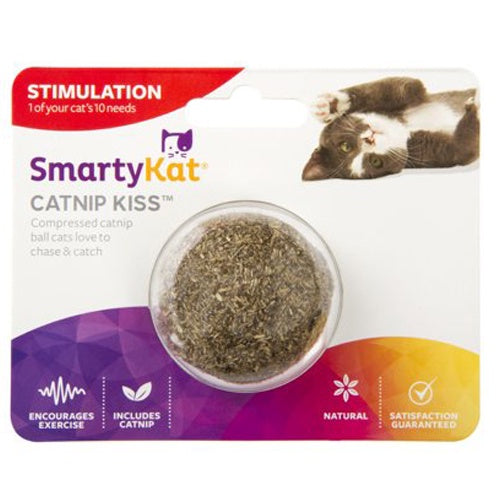 STIMULATION
1 of your cat's 10 needs
SmartyKat®
CATNIP KISS™
Compressed catnip
ball cats love to
chase & catch
ENCOURAGES
EXERCISE
INCLUDES
CATNIP
NATURAL
SATISFACTION
GUARANTEED